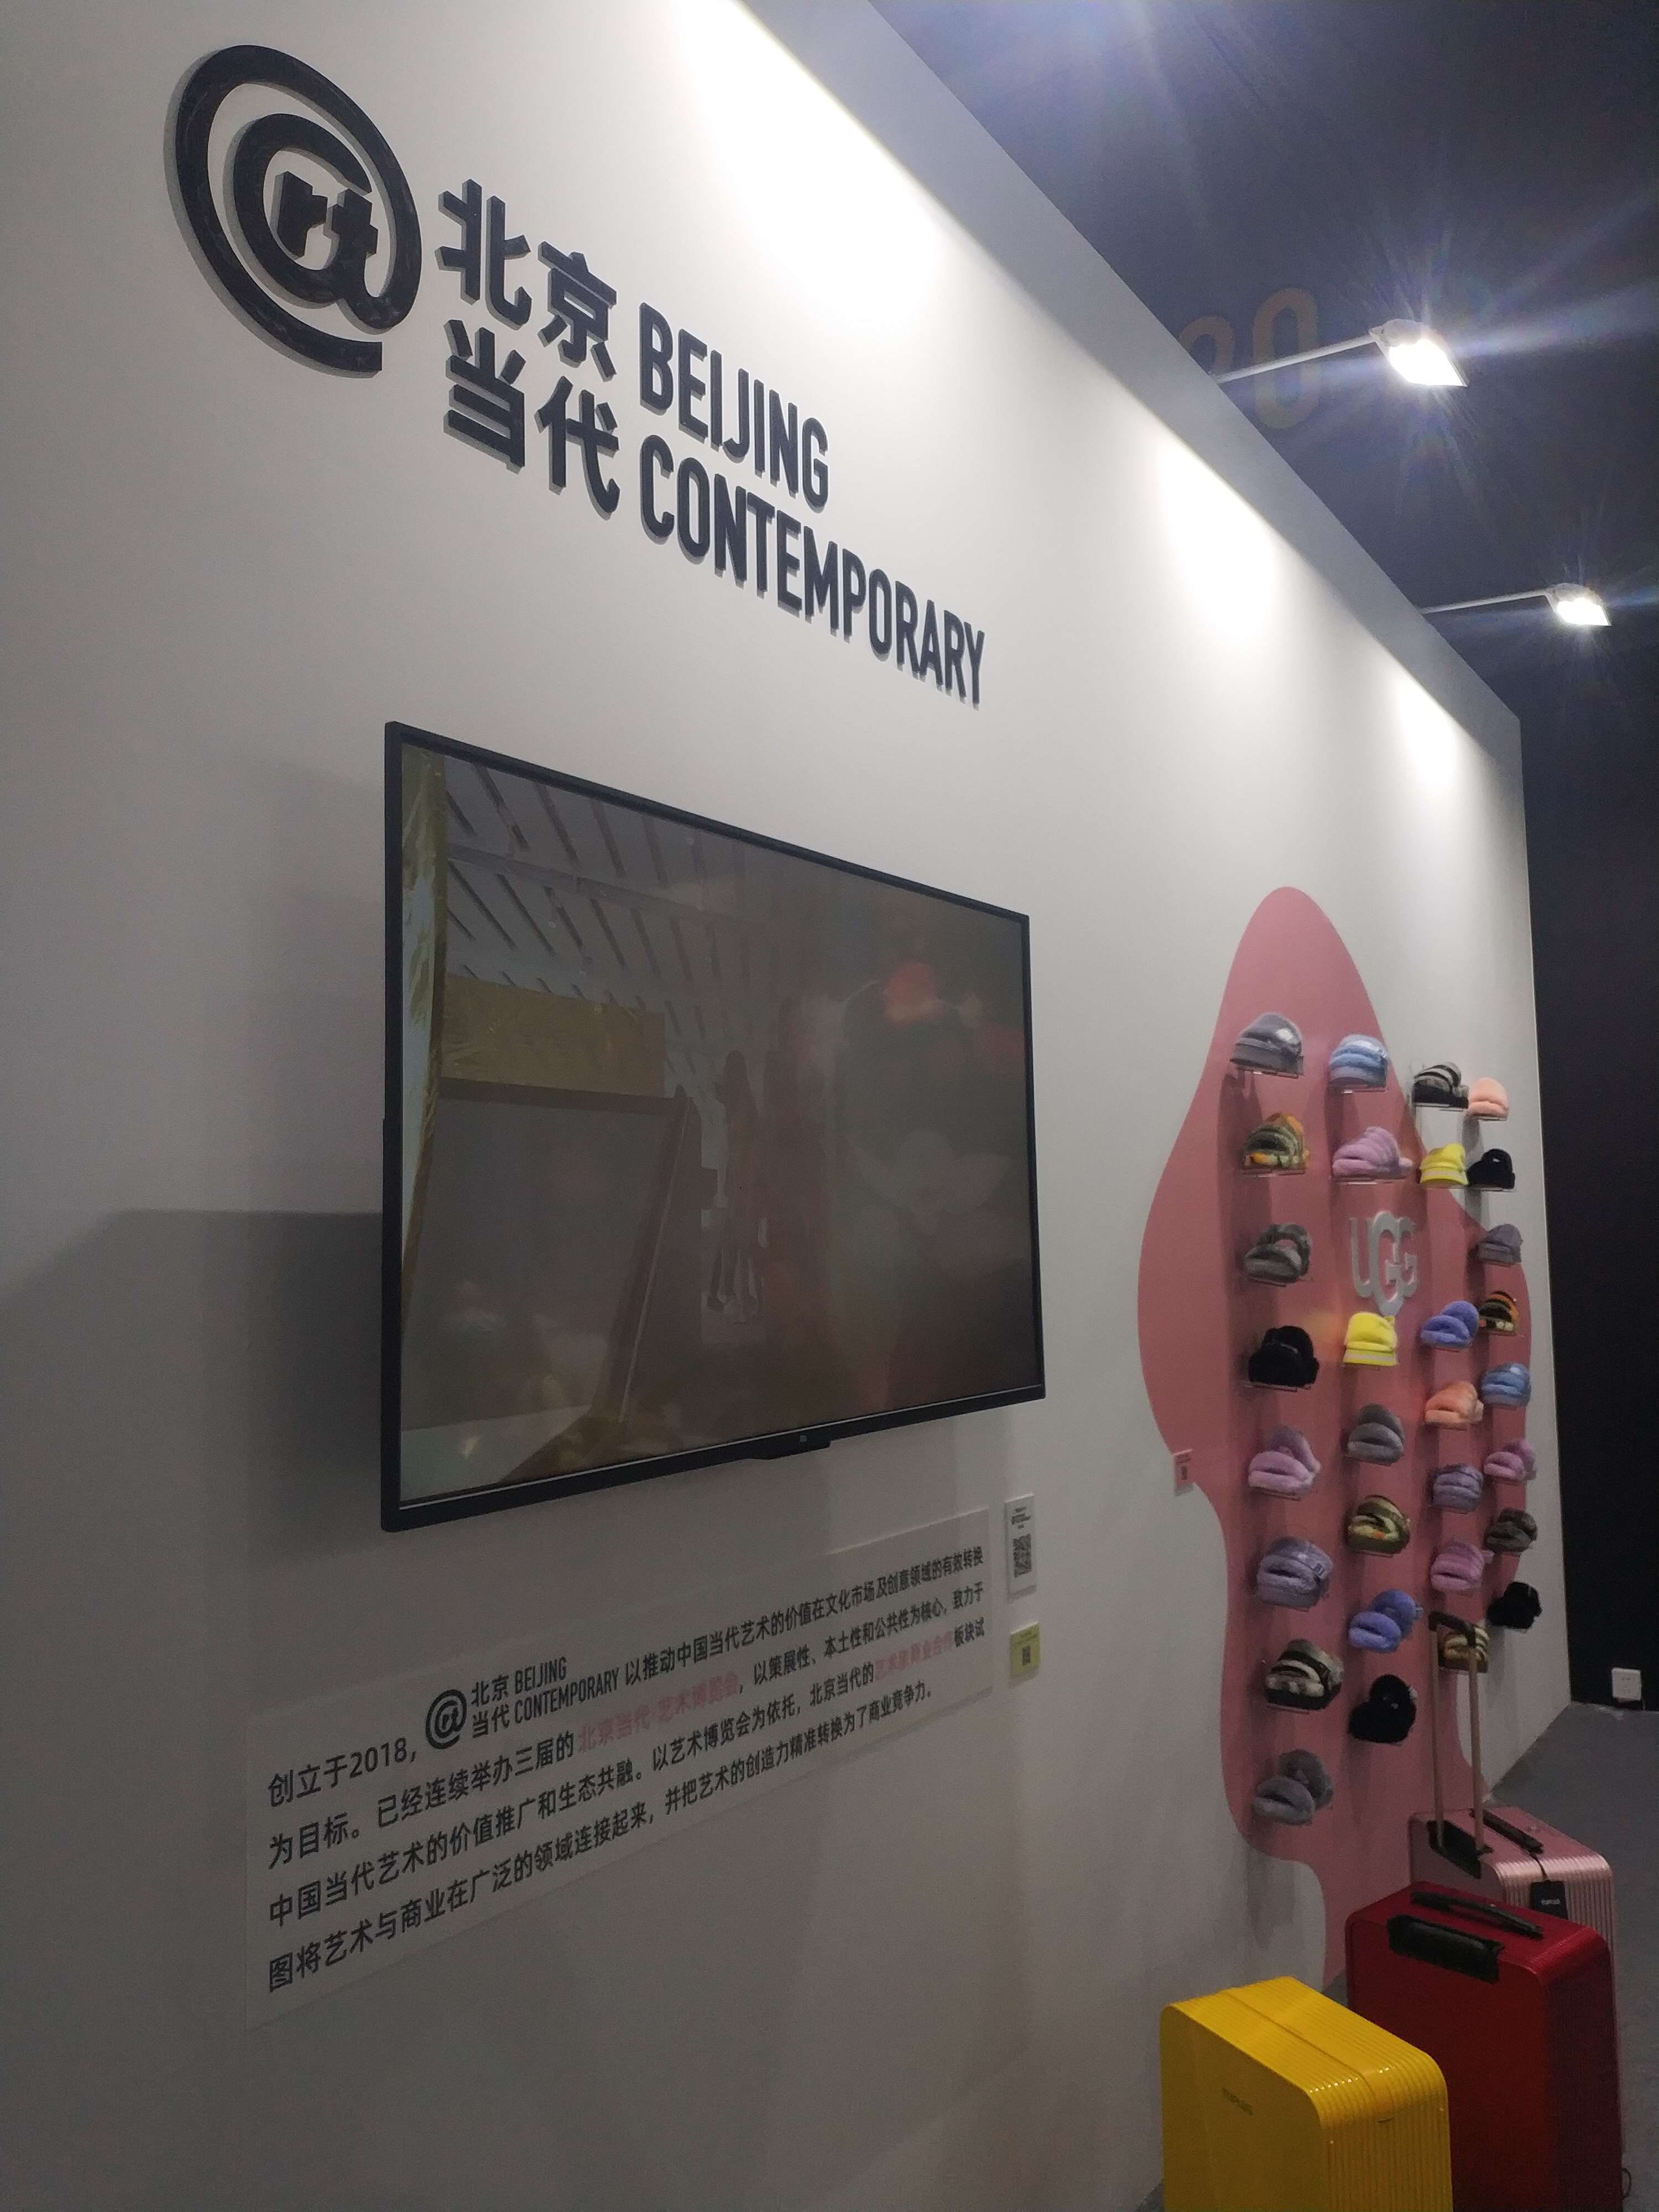 @rt
北京 BEIJING
当代 CONTEMPORARY
20
UGG
创立于2018， @rt 北京 BEIJING 当代 CONTEMPORARY 以推动中国当代艺术的价值在文化市场及创意领域的有效转换
为目标。已经连续举办三届的北京当代·艺术博览会，以策展性、本土性和公共性为核心，致力于
中国当代艺术的价值推广和生态共融。以艺术博览会为依托，北京当代的艺术家商业合作板块试
图将艺术与商业在广泛的领域连接起来，并把艺术的创造力精准转换为了商业竞争力。